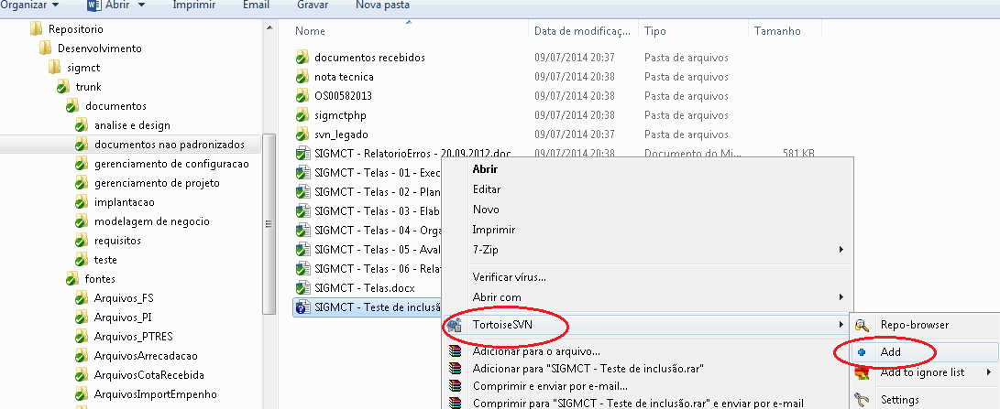 Organizar Abrir Imprimir Email Gravar Nova pasta
Repositorio
Desenvolvimento
sigmct
trunk
documentos
analise e design
documentos nao padronizados
gerenciamento de configuracao
gerenciamento de projeto
implantacao
modelagem de negocio
requisitos
teste
fontes
Arquivos_FS
Arquivos_PI
Arquivos_PTRES
ArquivosArrecadacao
ArquivosCotaRecebida
ArquivosImportEmpenho
Nome Data de modificaç... Tipo Tamanho
documentos recebidos 09/07/2014 20:37 Pasta de arquivos
nota tecnica 09/07/2014 20:38 Pasta de arquivos
OS00582013 09/07/2014 20:38 Pasta de arquivos
sigmctphp 09/07/2014 20:38 Pasta de arquivos
svn_legado 09/07/2014 20:37 Pasta de arquivos
SIGMCT - RelatorioErros - 20.09.2012.doc 09/07/2014 20:38 Documento do Mi... 581 KB
SIGMCT - Telas - 01 - Exec
SIGMCT - Telas - 02 - Plan
SIGMCT - Telas - 03 - Elab
SIGMCT - Telas - 04 - Orga
SIGMCT - Telas - 05 - Aval
SIGMCT - Telas - 06 - Relat
SIGMCT - Telas.docx
SIGMCT - Teste de inclusã
Abrir
Editar
Novo
Imprimir
7-Zip
Verificar vírus...
Abrir com
TortoiseSVN
Adicionar para o arquivo...
Adicionar para "SIGMCT - Teste de inclusão.rar"
Comprimir e enviar por e-mail...
Comprimir para "SIGMCT - Teste de inclusão.rar" e enviar por e-mail
Repo-browser
Add
Add to ignore list
Settings